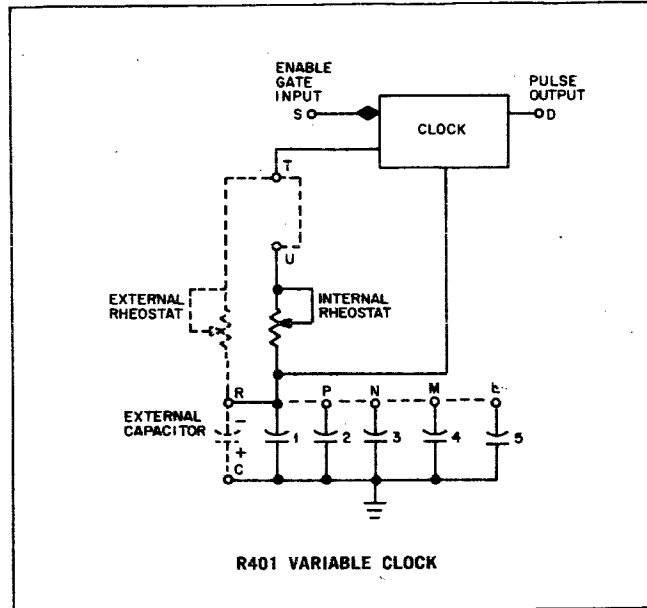 ENABLE
GATE
INPUT
S
PULSE
OUTPUT
D
CLOCK
T
U
EXTERNAL
RHEOSTAT
INTERNAL
RHEOSTAT
R
P
N
M
L
EXTERNAL
CAPACITOR
-
+
C
1
2
3
4
5
R401 VARIABLE CLOCK